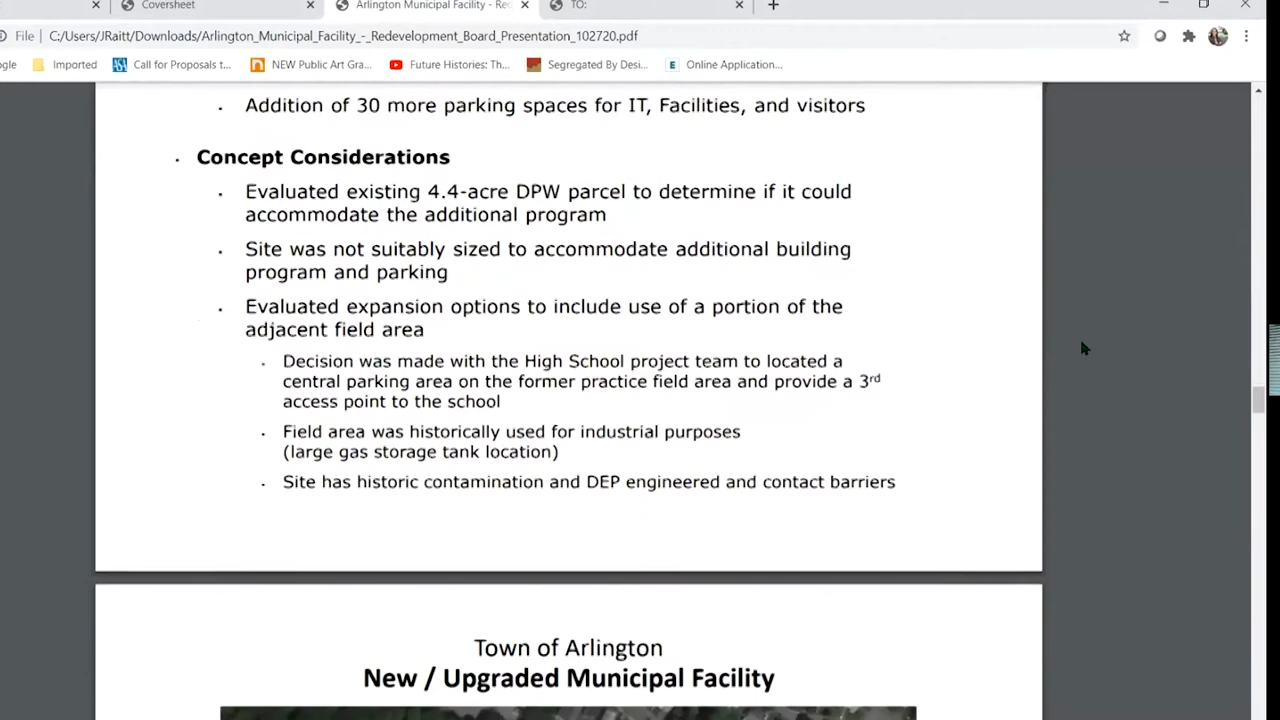 Coversheet
Arlington Municipal Facility - Rec
TO:
File
C:/Users/JRaitt/Downloads/Arlington_Municipal_Facility_-_Redevelopment_Board_Presentation_102720.pdf
ogle Imported Call for Proposals t... NEW Public Art Gra... Future Histories: Th... Segregated By Desi... Online Application...
· Addition of 30 more parking spaces for IT, Facilities, and visitors
· Concept Considerations
· Evaluated existing 4.4-acre DPW parcel to determine if it could
accommodate the additional program
· Site was not suitably sized to accommodate additional building
program and parking
· Evaluated expansion options to include use of a portion of the
adjacent field area
· Decision was made with the High School project team to located a
central parking area on the former practice field area and provide a 3rd
access point to the school
· Field area was historically used for industrial purposes
(large gas storage tank location)
· Site has historic contamination and DEP engineered and contact barriers
Town of Arlington
New / Upgraded Municipal Facility